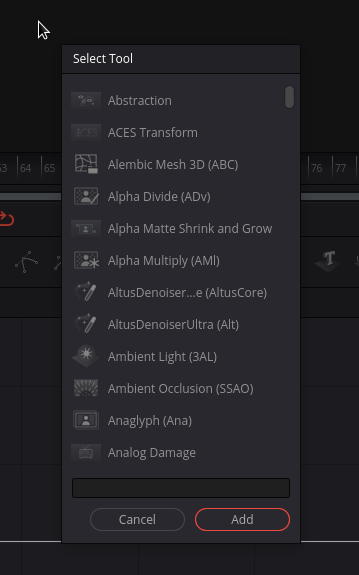 Select Tool
Abstraction
ACES Transform
63 64 65 76 77
Alembic Mesh 3D (ABC)
Alpha Divide (ADv)
Alpha Matte Shrink and Grow
Alpha Multiply (AMl)
T
AltusDenoiser...e (AltusCore)
AltusDenoiserUltra (Alt)
Ambient Light (3AL)
Ambient Occlusion (SSAO)
Anaglyph (Ana)
Analog Damage
Cancel Add